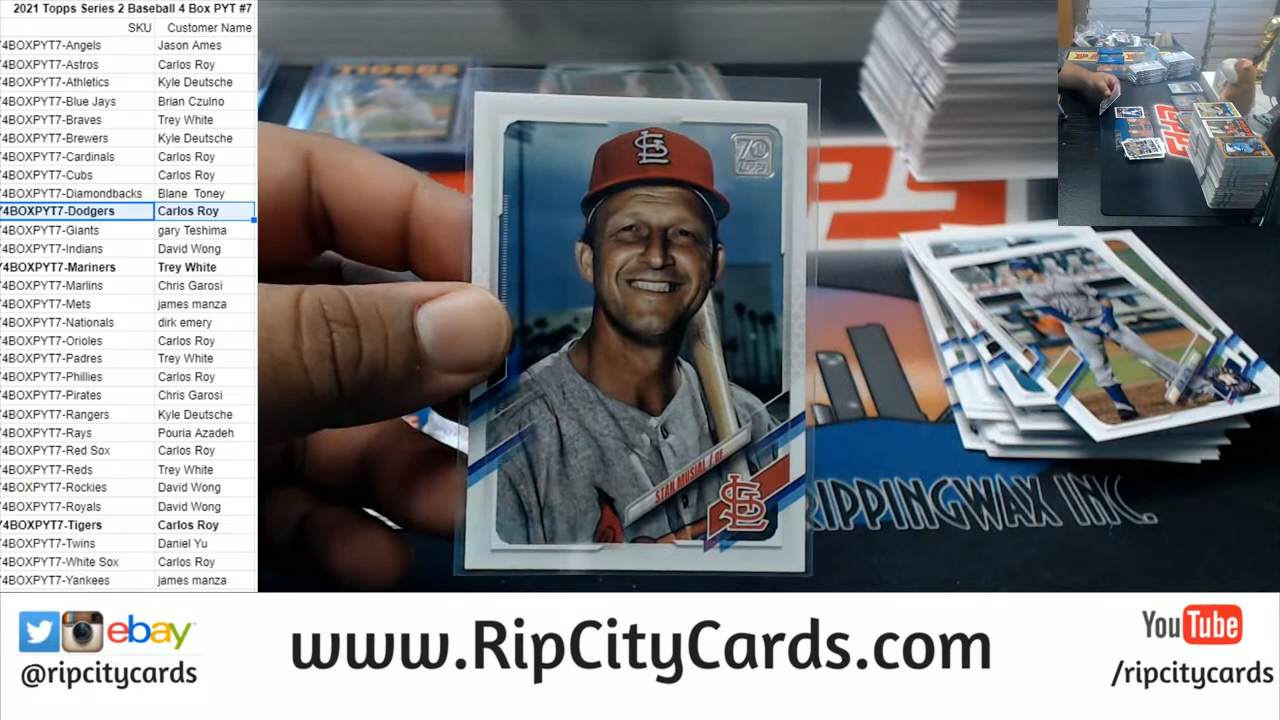 2021 Topps Series 2 Baseball 4 Box PYT #7
SKU Customer Name
4BOXPYT7-Angels Jason Ames
4BOXPYT7-Astros Carlos Roy
4BOXPYT7-Athletics Kyle Deutsche
4BOXPYT7-Blue Jays Brian Czulno
4BOXPYT7-Braves Trey White
4BOXPYT7-Brewers Kyle Deutsche
4BOXPYT7-Cardinals Carlos Roy
4BOXPYT7-Cubs Carlos Roy
4BOXPYT7-Diamondbacks Blane Toney
4BOXPYT7-Dodgers Carlos Roy
4BOXPYT7-Giants gary Teshima
4BOXPYT7-Indians David Wong
4BOXPYT7-Mariners Trey White
4BOXPYT7-Marlins Chris Garosi
4BOXPYT7-Mets james manza
4BOXPYT7-Nationals dirk emery
4BOXPYT7-Orioles Carlos Roy
4BOXPYT7-Padres Trey White
4BOXPYT7-Phillies Carlos Roy
4BOXPYT7-Pirates Chris Garosi
4BOXPYT7-Rangers Kyle Deutsche
4BOXPYT7-Rays Pouria Azadeh
4BOXPYT7-Red Sox Carlos Roy
4BOXPYT7-Reds Trey White
4BOXPYT7-Rockies David Wong
4BOXPYT7-Royals David Wong
4BOXPYT7-Tigers Carlos Roy
4BOXPYT7-Twins Daniel Yu
4BOXPYT7-White Sox Carlos Roy
4BOXPYT7-Yankees james manza
TIGERS
StL
70
STAN MUSIAL / OF
StL
RIPPINGWAX INC.
ebay
@ripcitycards
www.RipCityCards.com
YouTube
/ripcitycards